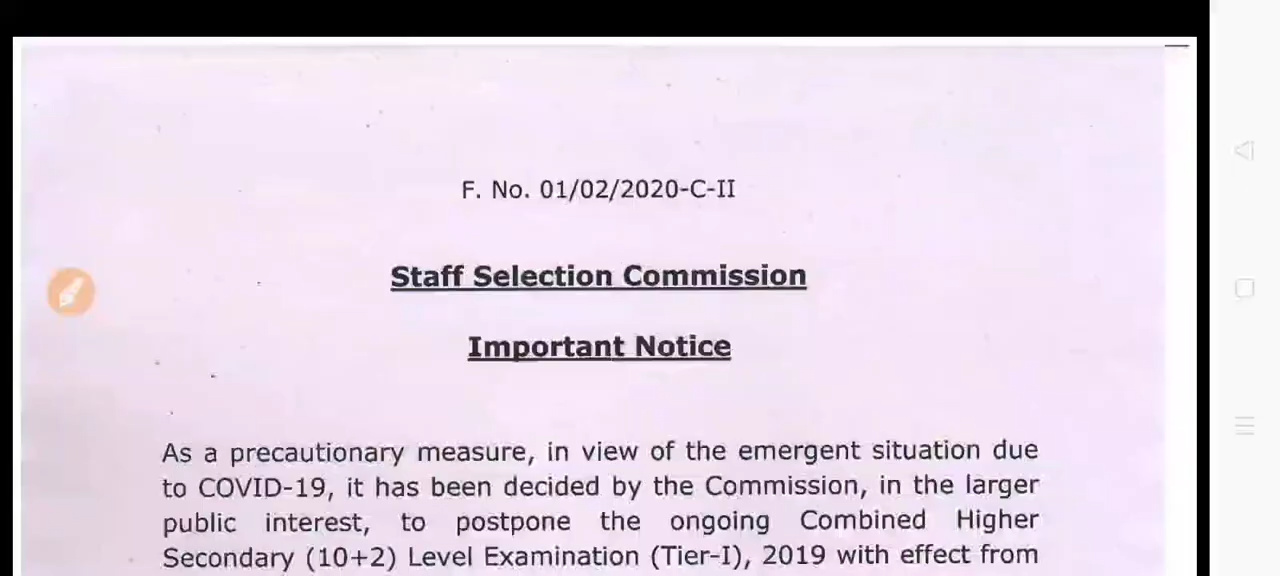 F. No. 01/02/2020-C-II
Staff Selection Commission
Important Notice
As a precautionary measure, in view of the emergent situation due
to COVID-19, it has been decided by the Commission, in the larger
public interest, to postpone the ongoing Combined Higher
Secondary (10+2) Level Examination (Tier-I), 2019 with effect from